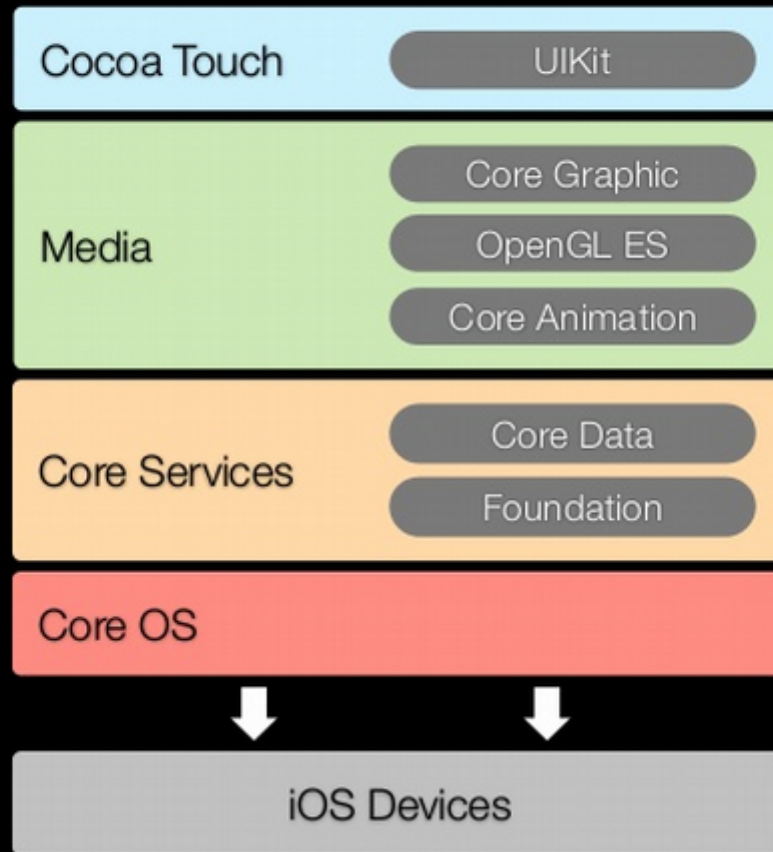 Cocoa Touch
UIKit
Media
Core Graphic
OpenGL ES
Core Animation
Core Services
Core Data
Foundation
Core OS
iOS Devices